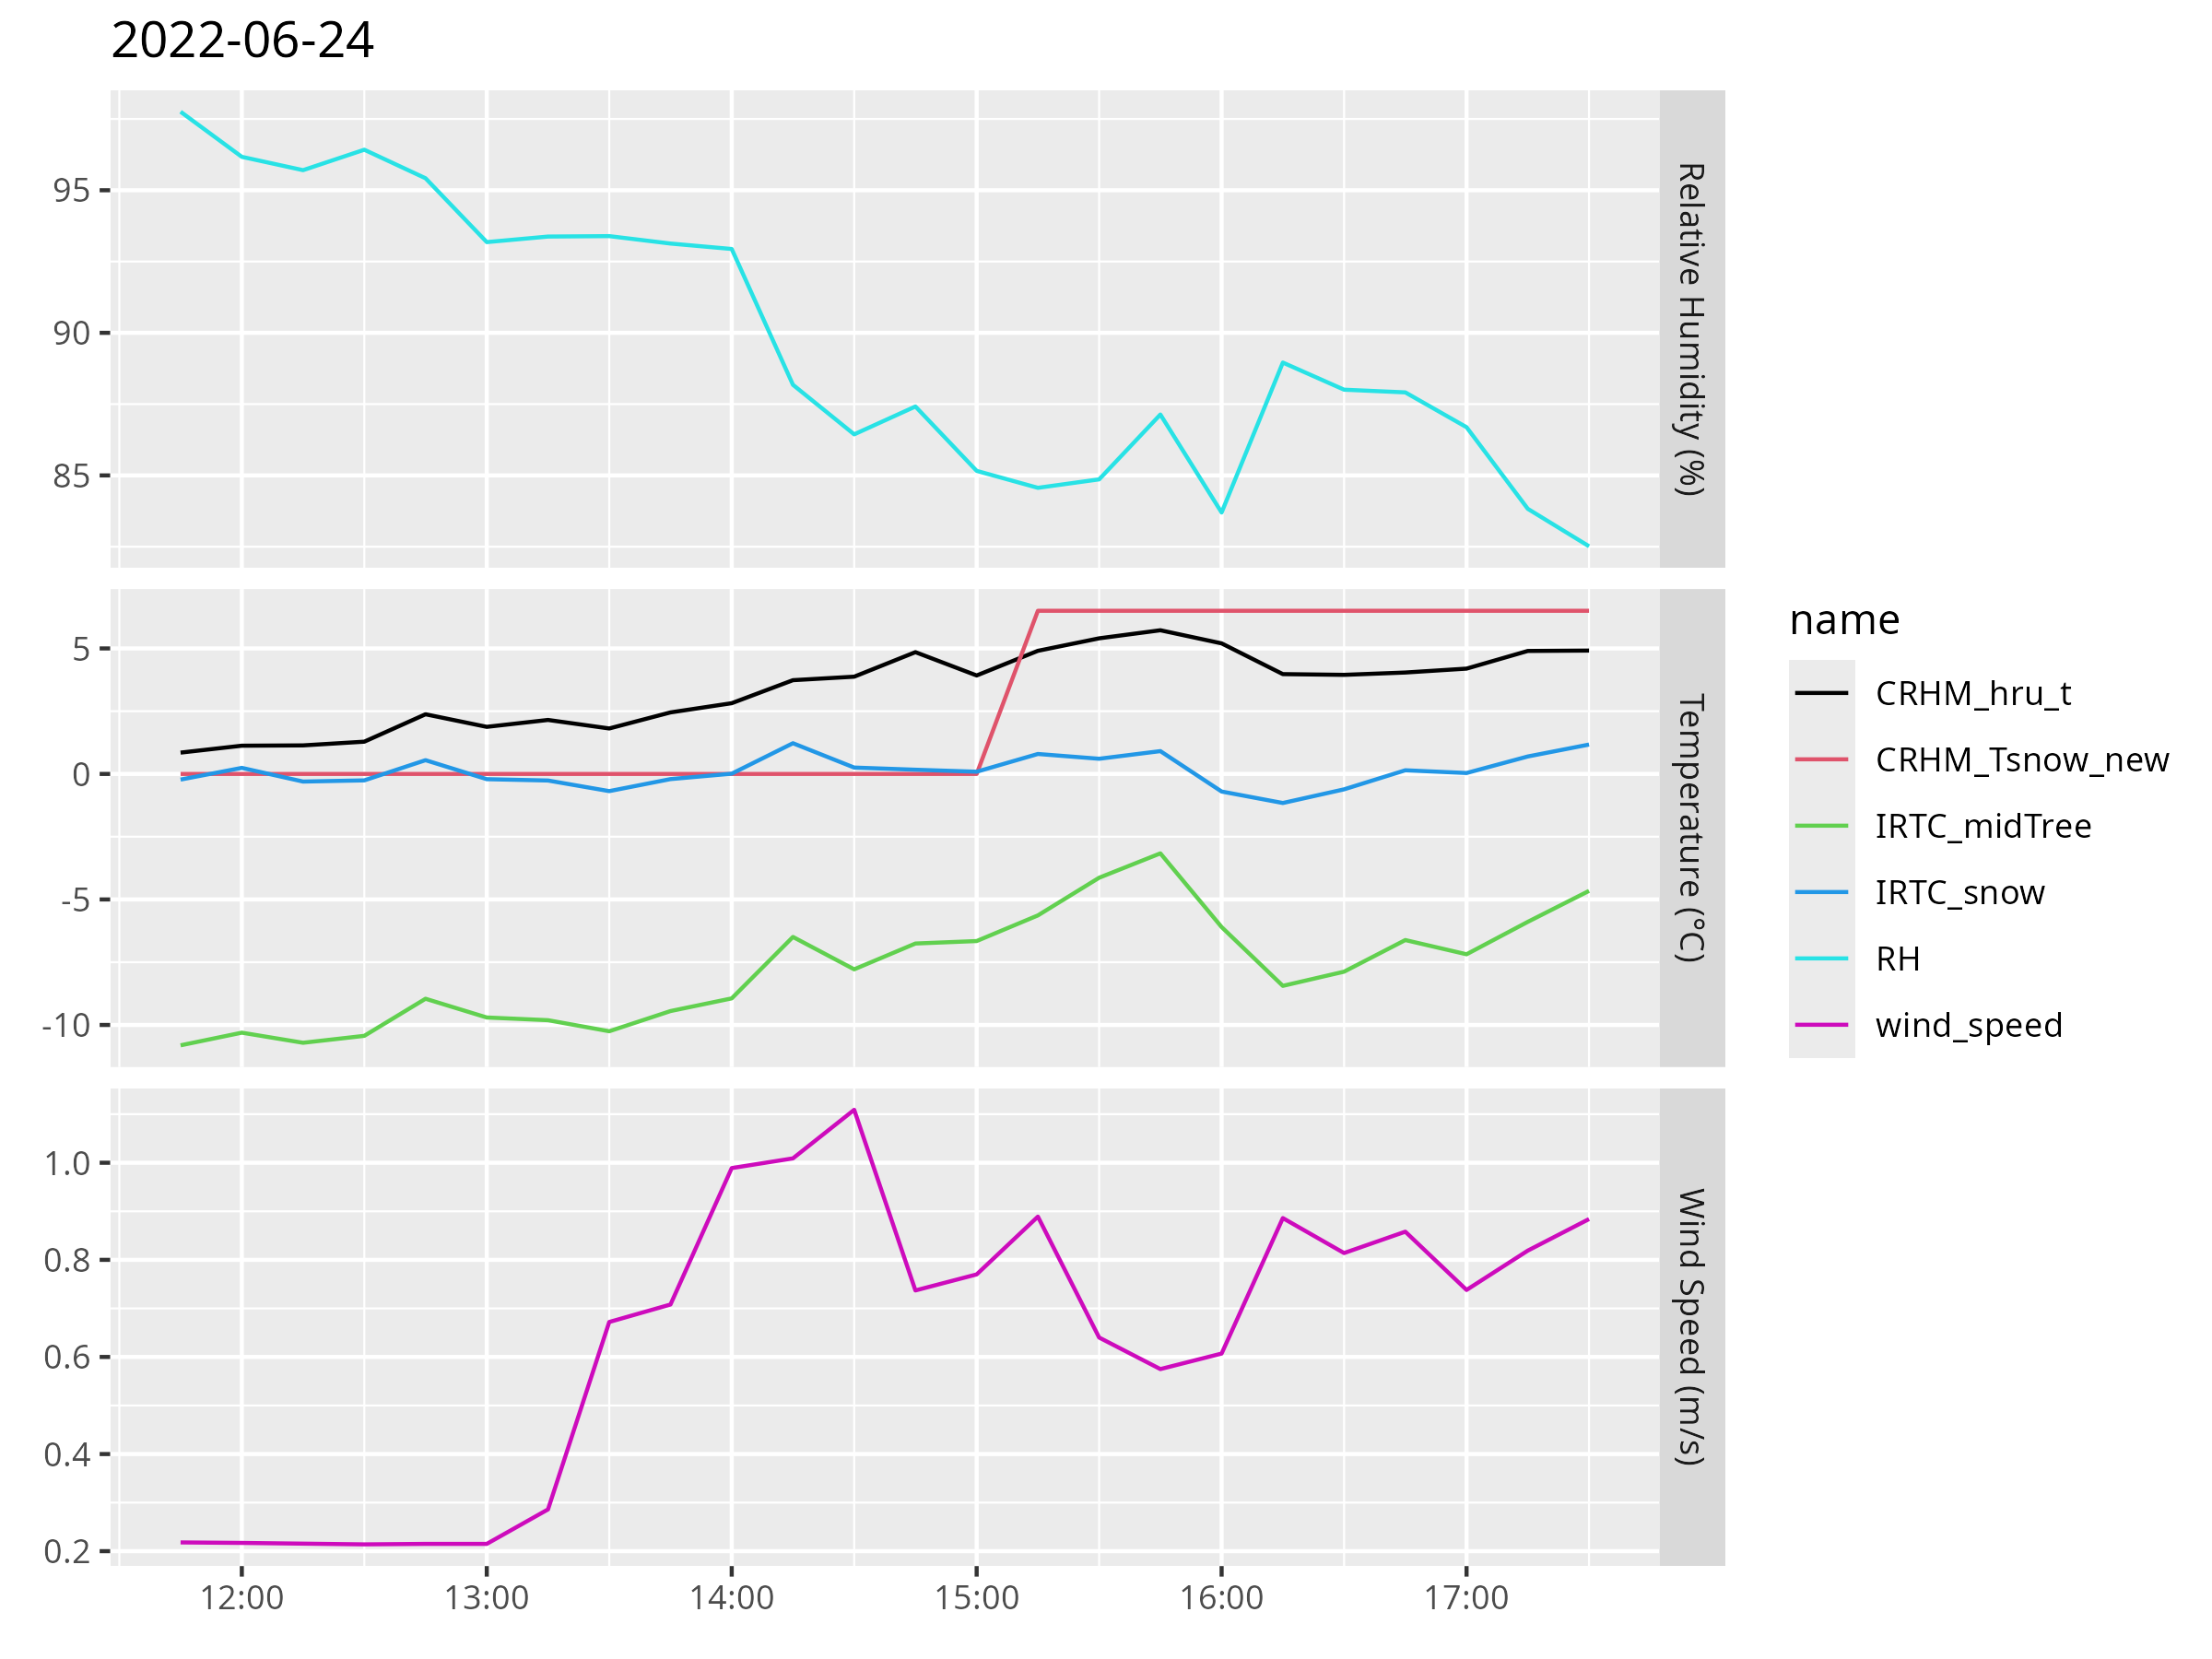 2022-06-24
95
90
85
Relative Humidity (%)
5
0
-5
-10
Temperature (°C)
1.0
0.8
0.6
0.4
0.2
Wind Speed (m/s)
12:00 13:00 14:00 15:00 16:00 17:00
name
CRHM_hru_t
CRHM_Tsnow_new
IRTC_midTree
IRTC_snow
RH
wind_speed